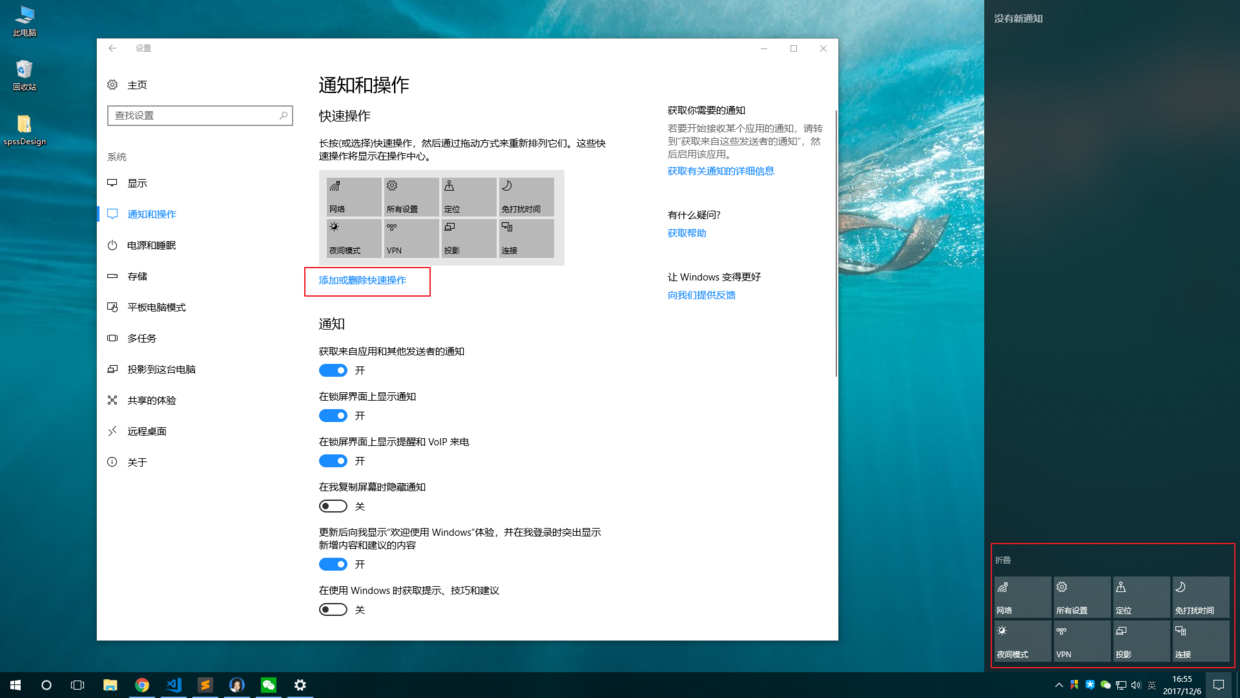 此电脑
回收站
spssDesign
设置
主页
查找设置
系统
显示
通知和操作
电源和睡眠
存储
平板电脑模式
多任务
投影到这台电脑
共享的体验
远程桌面
关于
通知和操作
快速操作
长按(或选择)快速操作，然后通过拖动方式来重新排列它们。这些快
速操作将显示在操作中心。
网络
所有设置
定位
免打扰时间
夜间模式
VPN
投影
连接
添加或删除快速操作
通知
获取来自应用和其他发送者的通知
开
在锁屏界面上显示通知
开
在锁屏界面上显示提醒和 VoIP 来电
开
在我复制屏幕时隐藏通知
关
更新后向我显示"欢迎使用 Windows"体验，并在我登录时突出显示
新增内容和建议的内容
开
在使用 Windows 时获取提示、技巧和建议
关
获取你需要的通知
若要开始接收某个应用的通知，请转
到"获取来自这些发送者的通知"，然
后启用该应用。
获取有关通知的详细信息
有什么疑问?
获取帮助
让 Windows 变得更好
向我们提供反馈
没有新通知
折叠
网络
所有设置
定位
免打扰时间
夜间模式
VPN
投影
连接
英
16:55
2017/12/6